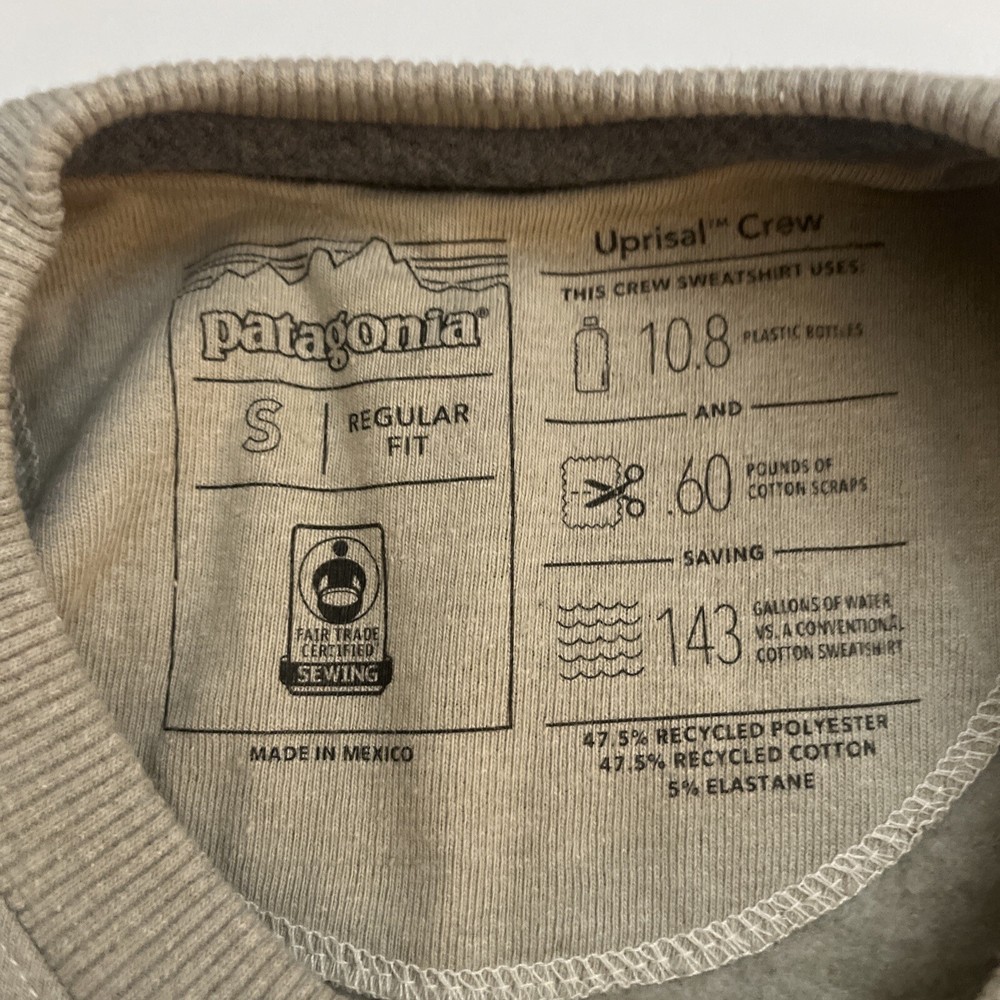 patagonia®
S
REGULAR
FIT
FAIR TRADE
CERTIFIED
SEWING
MADE IN MEXICO
Uprisal™ Crew
THIS CREW SWEATSHIRT USES:
10.8 PLASTIC BOTTLES
AND
.60 POUNDS OF
COTTON SCRAPS
SAVING
143 GALLONS OF WATER
VS. A CONVENTIONAL
COTTON SWEATSHIRT
47.5% RECYCLED POLYESTER
47.5% RECYCLED COTTON
5% ELASTANE